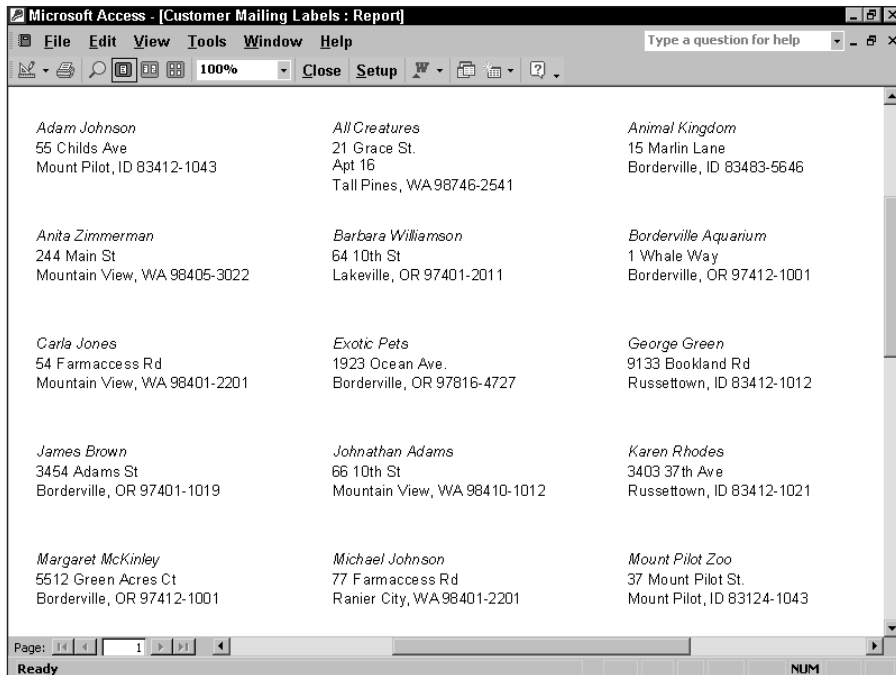 Microsoft Access - [Customer Mailing Labels : Report]
File Edit View Tools Window Help
Type a question for help
100%
Close Setup
Adam Johnson
55 Childs Ave
Mount Pilot, ID 83412-1043
All Creatures
21 Grace St.
Apt 16
Tall Pines, WA 98746-2541
Animal Kingdom
15 Marlin Lane
Borderville, ID 83483-5646
Anita Zimmerman
244 Main St
Mountain View, WA 98405-3022
Barbara Williamson
64 10th St
Lakeville, OR 97401-2011
Borderville Aquarium
1 Whale Way
Borderville, OR 97412-1001
Carla Jones
54 Farmaccess Rd
Mountain View, WA 98401-2201
Exotic Pets
1923 Ocean Ave.
Borderville, OR 97816-4727
George Green
9133 Bookland Rd
Russettown, ID 83412-1012
James Brown
3454 Adams St
Borderville, OR 97401-1019
Johnathan Adams
66 10th St
Mountain View, WA 98410-1012
Karen Rhodes
3403 37th Ave
Russettown, ID 83412-1021
Margaret McKinley
5512 Green Acres Ct
Borderville, OR 97412-1001
Michael Johnson
77 Farmaccess Rd
Ranier City, WA 98401-2201
Mount Pilot Zoo
37 Mount Pilot St.
Mount Pilot, ID 83124-1043
Page: 1
Ready
NUM